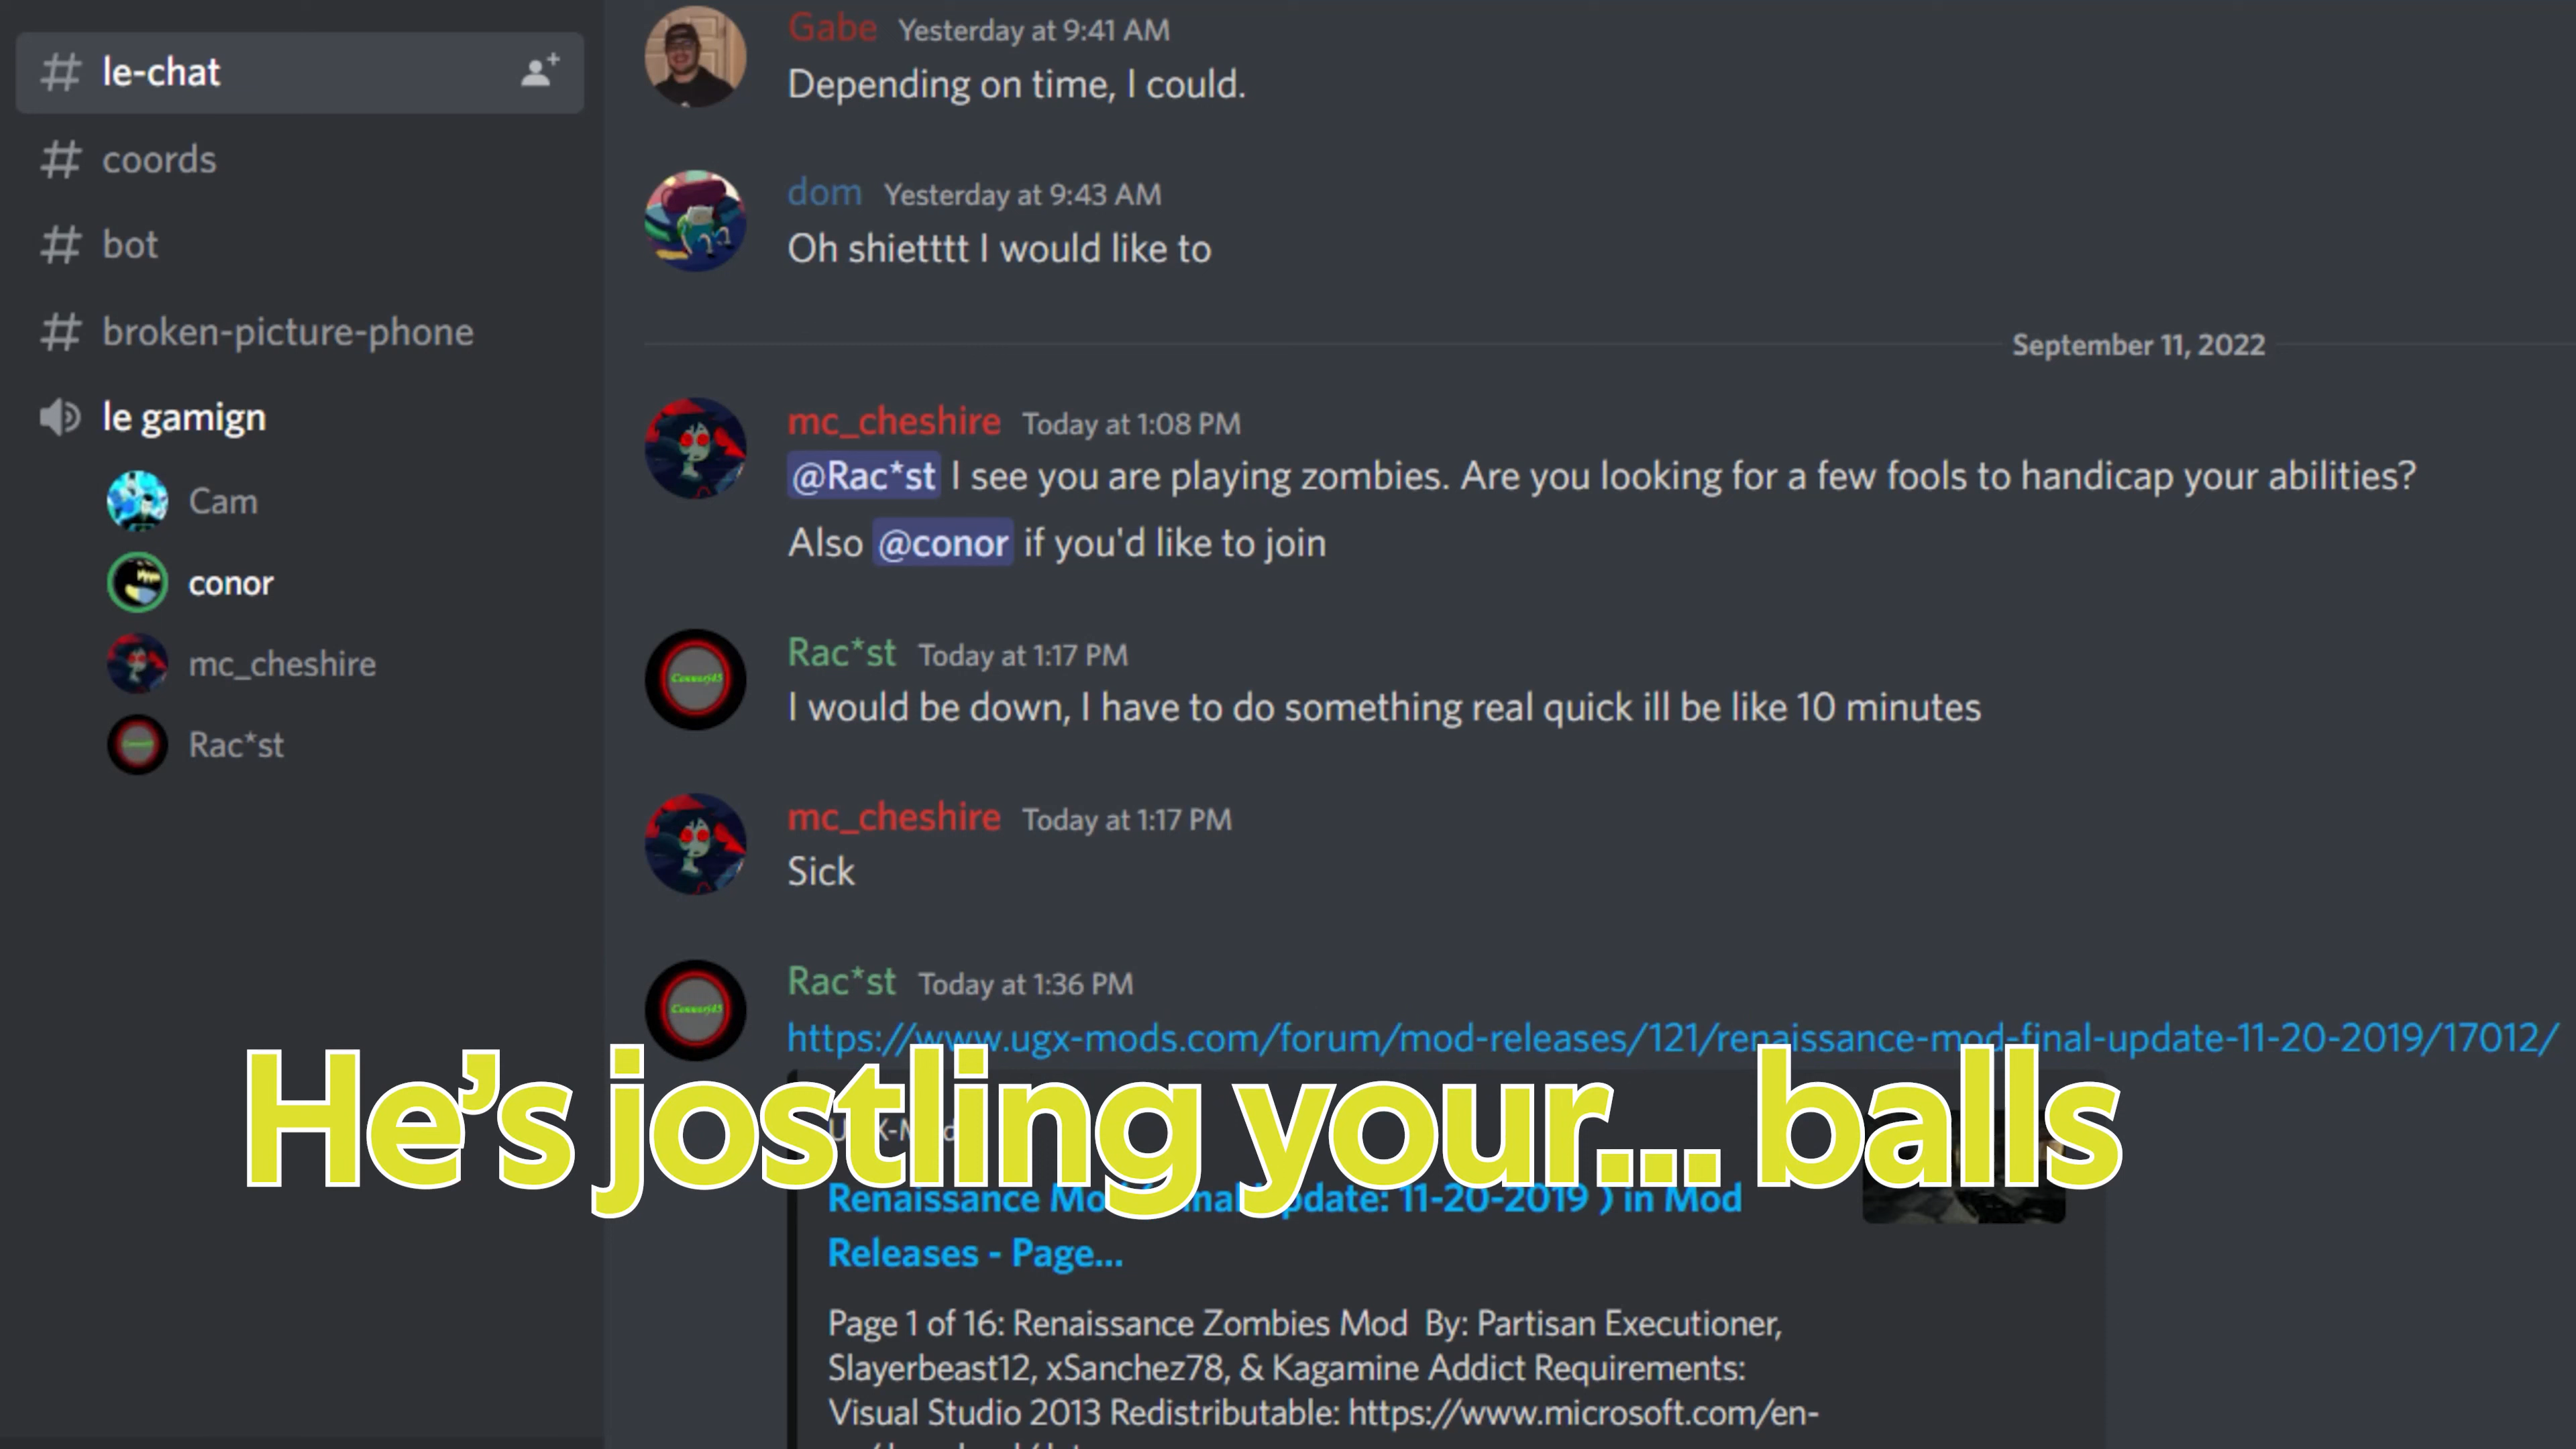 le-chat
coords
bot
broken-picture-phone
le gamign
Cam
conor
mc_cheshire
Rac*st
Gabe Yesterday at 9:41 AM
Depending on time, I could.
dom Yesterday at 9:43 AM
Oh shietttt I would like to
September 11, 2022
mc_cheshire Today at 1:08 PM
@Rac*st I see you are playing zombies. Are you looking for a few fools to handicap your abilities?
Also @conor if you'd like to join
Rac*st Today at 1:17 PM
I would be down, I have to do something real quick ill be like 10 minutes
mc_cheshire Today at 1:17 PM
Sick
Rac*st Today at 1:36 PM
https://www.ugx-mods.com/forum/mod-releases/121/renaissance-mod-final-update-11-20-2019/17012/
He's jostling your... balls
Renaissance 11-20-2019 ) in Mod
Releases - Page...
Page 1 of 16: Renaissance Zombies Mod By: Partisan Executioner,
Slayerbeast12, xSanchez78, & Kagamine Addict Requirements:
Visual Studio 2013 Redistributable: https://www.microsoft.com/en-